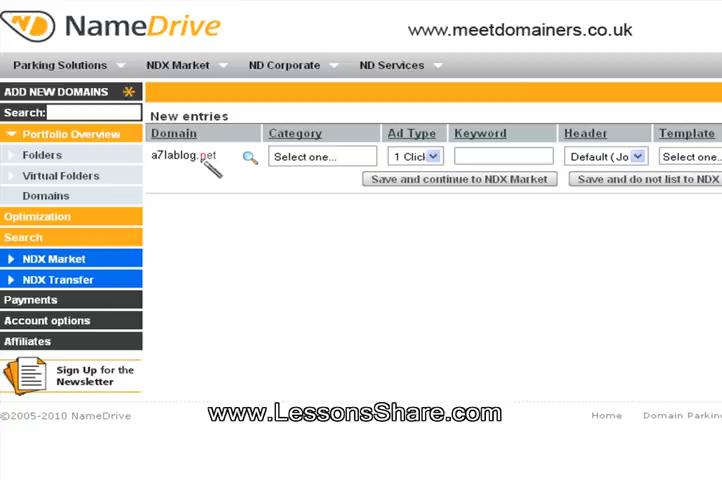 NameDrive
www.meetdomainers.co.uk
Parking Solutions NDX Market ND Corporate ND Services
ADD NEW DOMAINS
Search:
Portfolio Overview
Folders
Virtual Folders
Domains
Optimization
Search
NDX Market
NDX Transfer
Payments
Account options
Affiliates
Sign Up for the
Newsletter
New entries
Domain Category Ad Type Keyword Header Template
a7lablog.net Select one... 1 Clicl Default (Jo Select one...
Save and continue to NDX Market Save and do not list to NDX
©2005-2010 NameDrive
www.LessonsShare.com
Home Domain Parkin